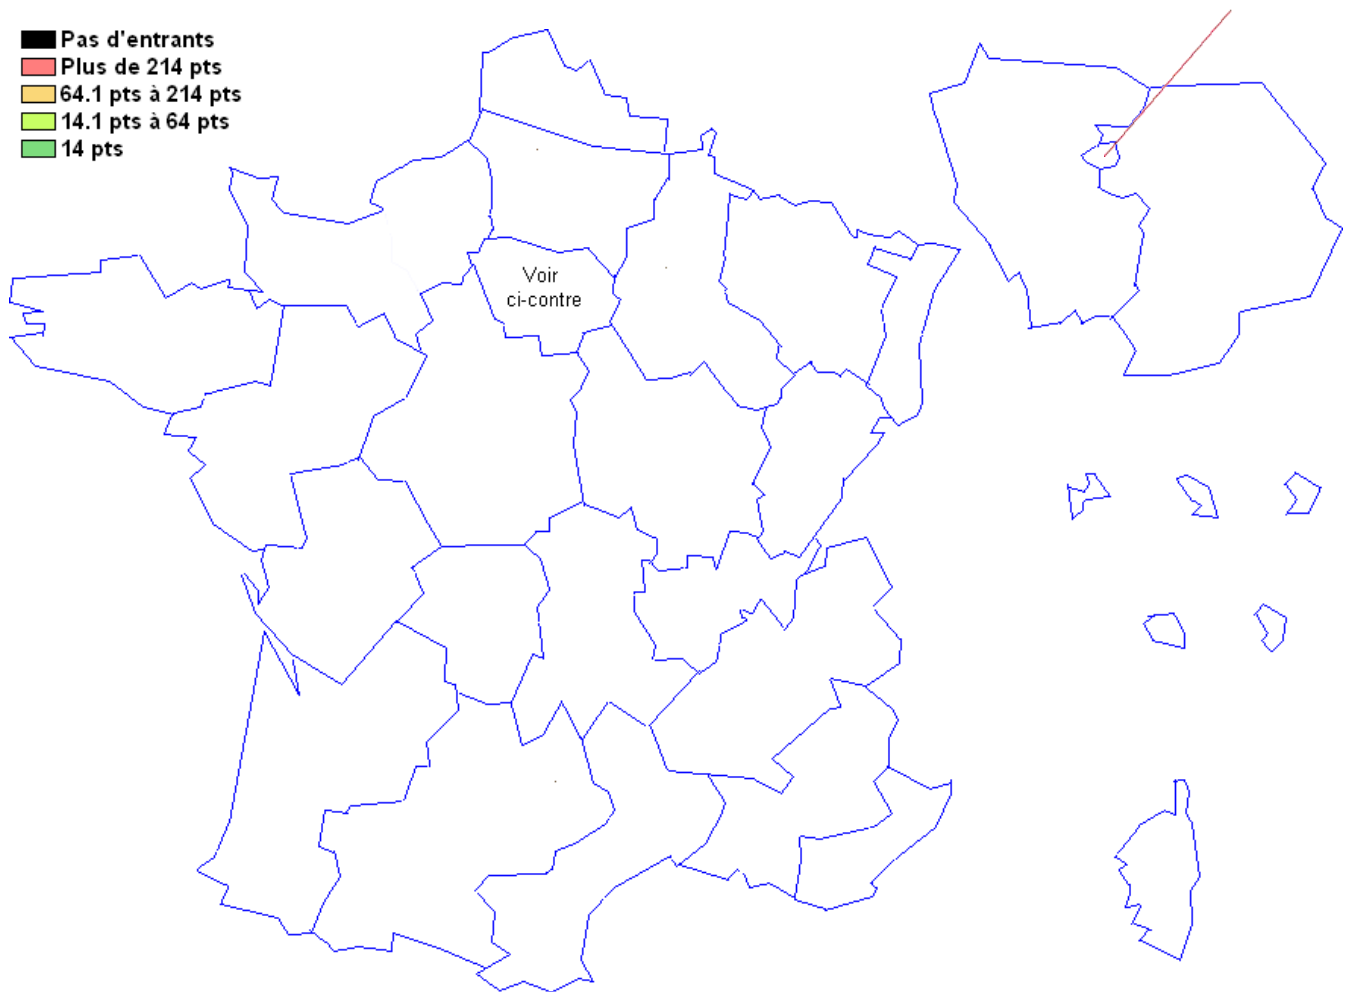 Pas d'entrants
Plus de 214 pts
64.1 pts à 214 pts
14.1 pts à 64 pts
14 pts
Voir
ci-contre